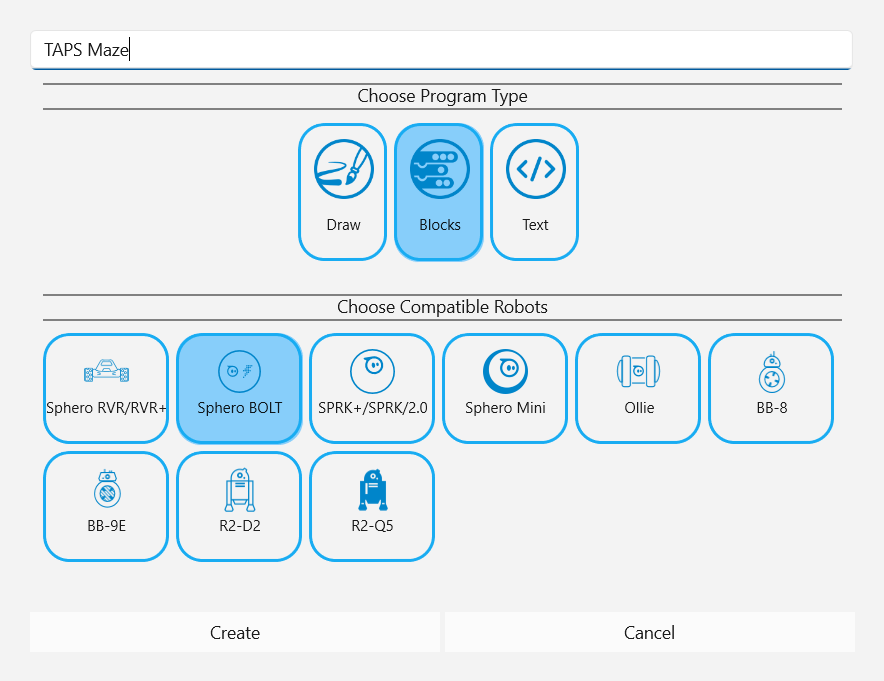 TAPS Maze
Choose Program Type
Draw Blocks Text
Choose Compatible Robots
Sphero RVR/RVR+ Sphero BOLT SPRK+/SPRK/2.0 Sphero Mini Ollie BB-8
BB-9E R2-D2 R2-Q5
Create Cancel